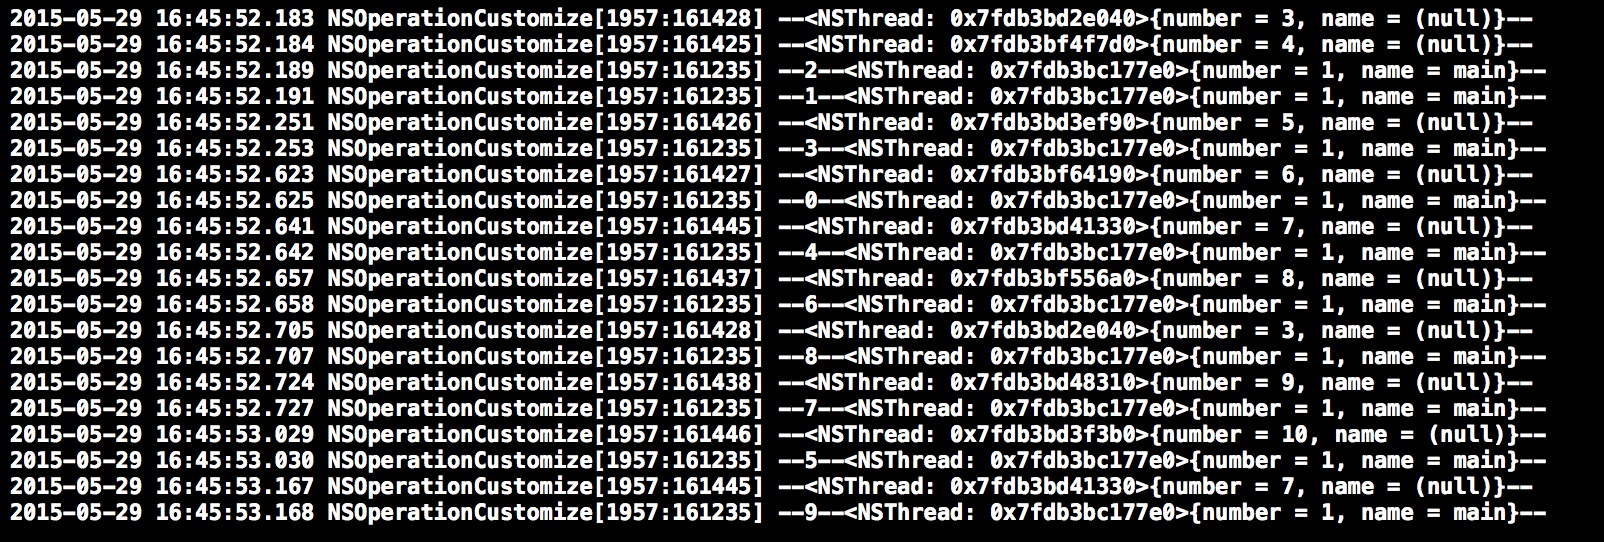 2015-05-29 16:45:52.183 NSOperationCustomize[1957:161428] --<NSThread: 0x7fdb3bd2e040>{number = 3, name = (null)}--
2015-05-29 16:45:52.184 NSOperationCustomize[1957:161425] --<NSThread: 0x7fdb3bf4f7d0>{number = 4, name = (null)}--
2015-05-29 16:45:52.189 NSOperationCustomize[1957:161235] --2--<NSThread: 0x7fdb3bc177e0>{number = 1, name = main}--
2015-05-29 16:45:52.191 NSOperationCustomize[1957:161235] --1--<NSThread: 0x7fdb3bc177e0>{number = 1, name = main}--
2015-05-29 16:45:52.251 NSOperationCustomize[1957:161426] --<NSThread: 0x7fdb3bd3ef90>{number = 5, name = (null)}--
2015-05-29 16:45:52.253 NSOperationCustomize[1957:161235] --3--<NSThread: 0x7fdb3bc177e0>{number = 1, name = main}--
2015-05-29 16:45:52.623 NSOperationCustomize[1957:161427] --<NSThread: 0x7fdb3bf64190>{number = 6, name = (null)}--
2015-05-29 16:45:52.625 NSOperationCustomize[1957:161235] --0--<NSThread: 0x7fdb3bc177e0>{number = 1, name = main}--
2015-05-29 16:45:52.641 NSOperationCustomize[1957:161445] --<NSThread: 0x7fdb3bd41330>{number = 7, name = (null)}--
2015-05-29 16:45:52.642 NSOperationCustomize[1957:161235] --4--<NSThread: 0x7fdb3bc177e0>{number = 1, name = main}--
2015-05-29 16:45:52.657 NSOperationCustomize[1957:161437] --<NSThread: 0x7fdb3bf556a0>{number = 8, name = (null)}--
2015-05-29 16:45:52.658 NSOperationCustomize[1957:161235] --6--<NSThread: 0x7fdb3bc177e0>{number = 1, name = main}--
2015-05-29 16:45:52.705 NSOperationCustomize[1957:161428] --<NSThread: 0x7fdb3bd2e040>{number = 3, name = (null)}--
2015-05-29 16:45:52.707 NSOperationCustomize[1957:161235] --8--<NSThread: 0x7fdb3bc177e0>{number = 1, name = main}--
2015-05-29 16:45:52.724 NSOperationCustomize[1957:161438] --<NSThread: 0x7fdb3bd48310>{number = 9, name = (null)}--
2015-05-29 16:45:52.727 NSOperationCustomize[1957:161235] --7--<NSThread: 0x7fdb3bc177e0>{number = 1, name = main}--
2015-05-29 16:45:53.029 NSOperationCustomize[1957:161446] --<NSThread: 0x7fdb3bd3f3b0>{number = 10, name = (null)}--
2015-05-29 16:45:53.030 NSOperationCustomize[1957:161235] --5--<NSThread: 0x7fdb3bc177e0>{number = 1, name = main}--
2015-05-29 16:45:53.167 NSOperationCustomize[1957:161445] --<NSThread: 0x7fdb3bd41330>{number = 7, name = (null)}--
2015-05-29 16:45:53.168 NSOperationCustomize[1957:161235] --9--<NSThread: 0x7fdb3bc177e0>{number = 1, name = main}--